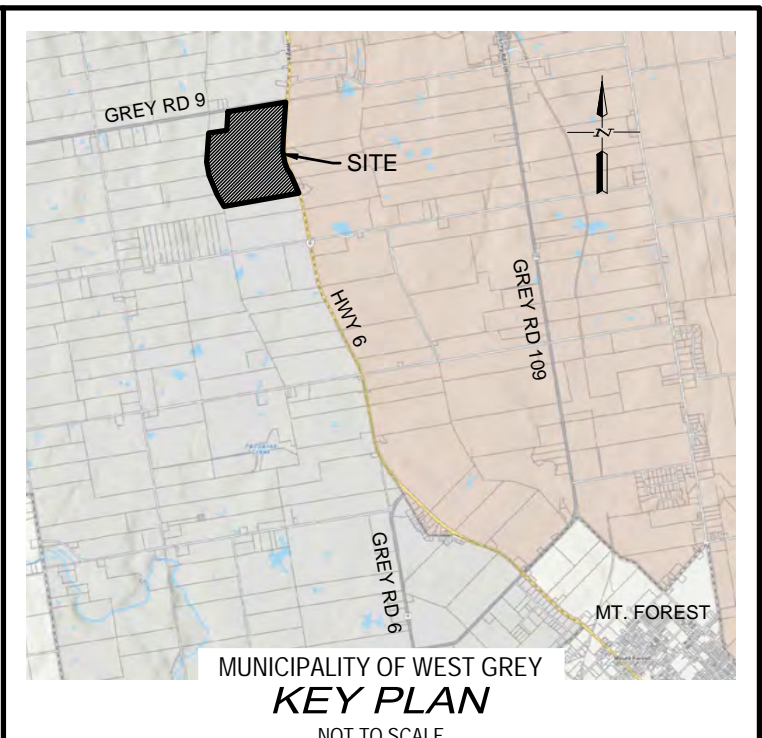 GREY RD 9
SITE
N
HWY 6
GREY RD 109
GREY RD 6
MT. FOREST
MUNICIPALITY OF WEST GREY
KEY PLAN
NOT TO SCALE